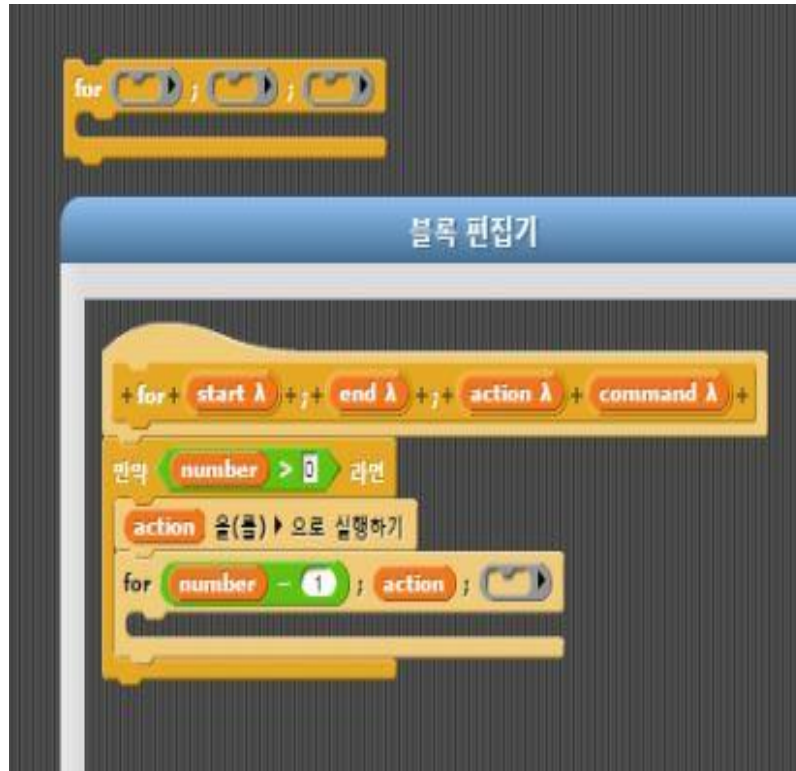 for ; ;
블록 편집기
+ for + start λ + ; + end λ + ; + action λ + command λ +
만약 number > 0 라면
action 을(를) 으로 실행하기
for number - 1 ; action ;